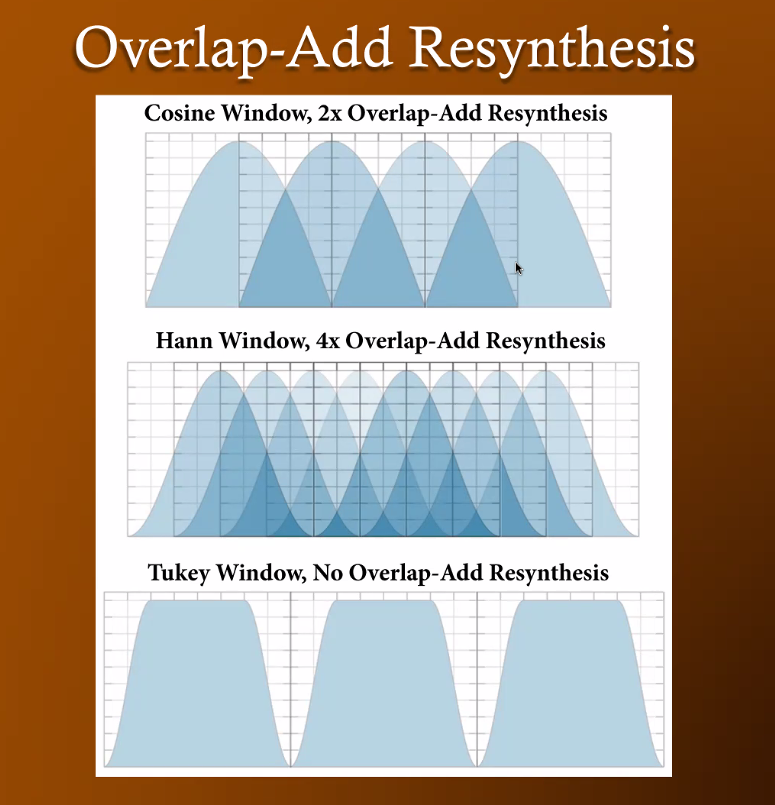 Overlap-Add Resynthesis
Cosine Window, 2x Overlap-Add Resynthesis
Hann Window, 4x Overlap-Add Resynthesis
Tukey Window, No Overlap-Add Resynthesis